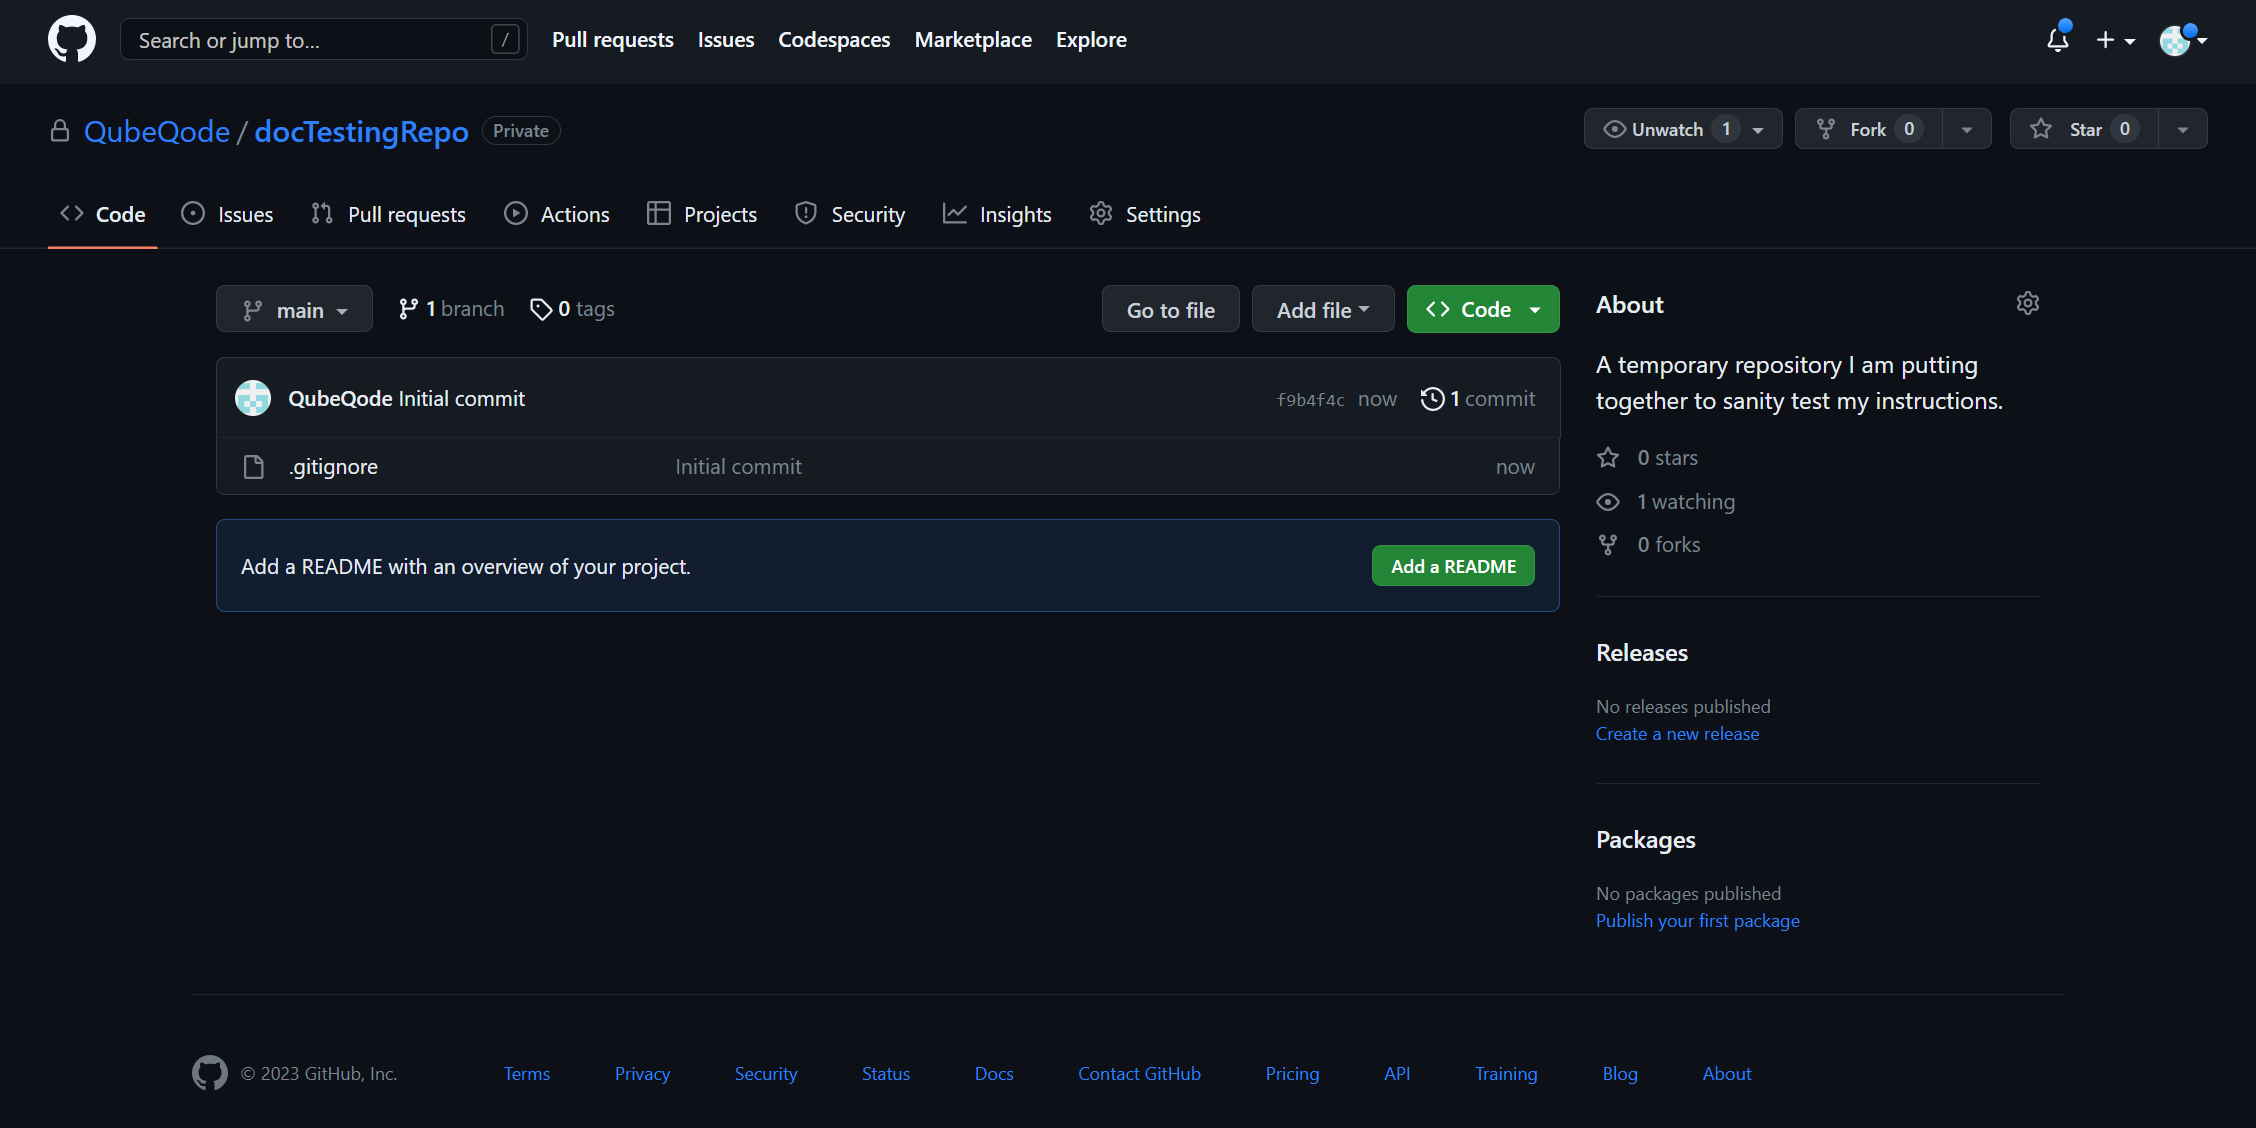 Search or jump to... / Pull requests Issues Codespaces Marketplace Explore
QubeQode / docTestingRepo Private Unwatch 1 Fork 0 Star 0
Code Issues Pull requests Actions Projects Security Insights Settings
main 1 branch 0 tags Go to file Add file Code
QubeQode Initial commit f9b4f4c now 1 commit
.gitignore Initial commit now
Add a README with an overview of your project. Add a README
About
A temporary repository I am putting
together to sanity test my instructions.
0 stars
1 watching
0 forks
Releases
No releases published
Create a new release
Packages
No packages published
Publish your first package
© 2023 GitHub, Inc. Terms Privacy Security Status Docs Contact GitHub Pricing API Training Blog About